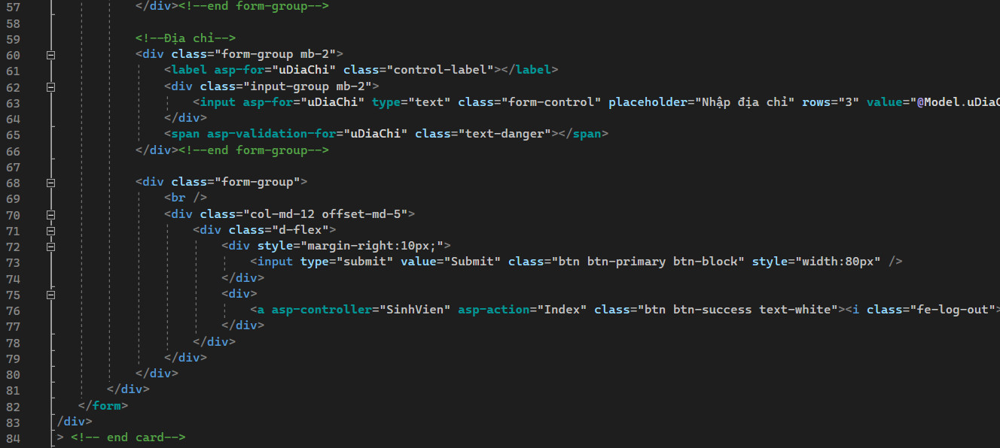 57 </div><!--end form-group-->
58
59 <!--Địa chỉ-->
60 <div class="form-group mb-2">
61 <label asp-for="uDiaChi" class="control-label"></label>
62 <div class="input-group mb-2">
63 <input asp-for="uDiaChi" type="text" class="form-control" placeholder="Nhập địa chỉ" rows="3" value="@Model.uDiaC
64 </div>
65 <span asp-validation-for="uDiaChi" class="text-danger"></span>
66 </div><!--end form-group-->
67
68 <div class="form-group">
69 <br />
70 <div class="col-md-12 offset-md-5">
71 <div class="d-flex">
72 <div style="margin-right:10px;">
73 <input type="submit" value="Submit" class="btn btn-primary btn-block" style="width:80px" />
74 </div>
75 <div>
76 <a asp-controller="SinhVien" asp-action="Index" class="btn btn-success text-white"><i class="fe-log-out">
77 </div>
78 </div>
79 </div>
80 </div>
81 </div>
82 </form>
83 /div>
84 > <!-- end card-->